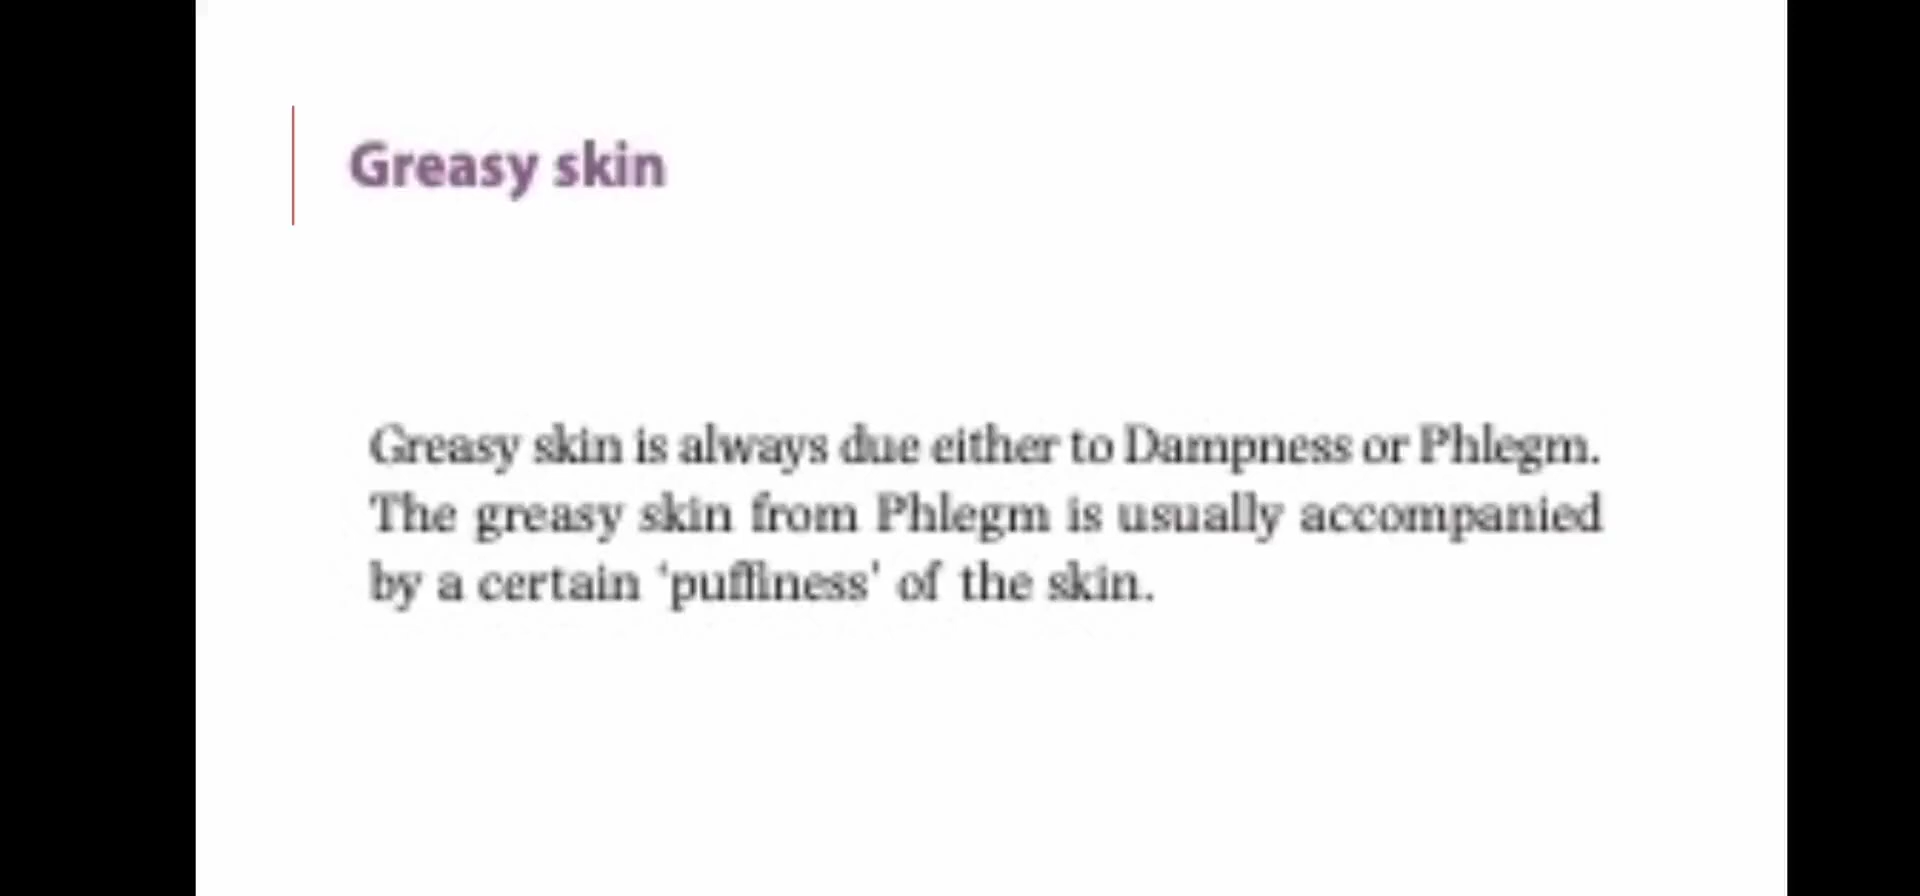 Greasy skin
Greasy skin is always due either to Dampness or Phlegm.
The greasy skin from Phlegm is usually accompanied
by a certain ‘puffiness’ of the skin.